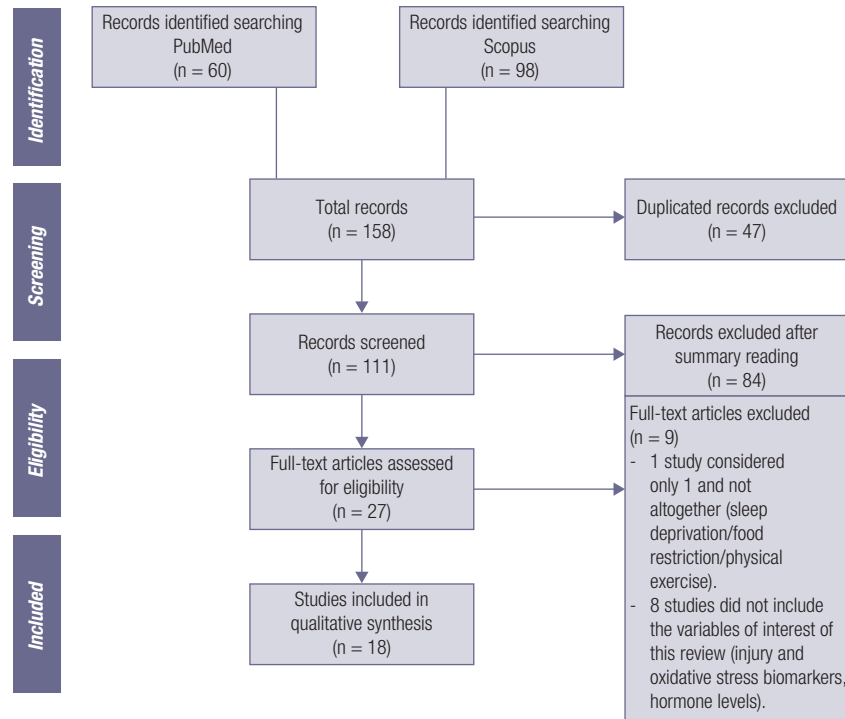 Identification
Records identified searching
PubMed
(n = 60)
Records identified searching
Scopus
(n = 98)
Screening
Total records
(n = 158)
Duplicated records excluded
(n = 47)
Records screened
(n = 111)
Records excluded after
summary reading
(n = 84)
Eligibility
Full-text articles assessed
for eligibility
(n = 27)
Full-text articles excluded
(n = 9)
- 1 study considered
only 1 and not
altogether (sleep
deprivation/food
restriction/physical
exercise).
- 8 studies did not include
the variables of interest of
this review (injury and
oxidative stress biomarkers,
hormone levels).
Included
Studies included in
qualitative synthesis
(n = 18)